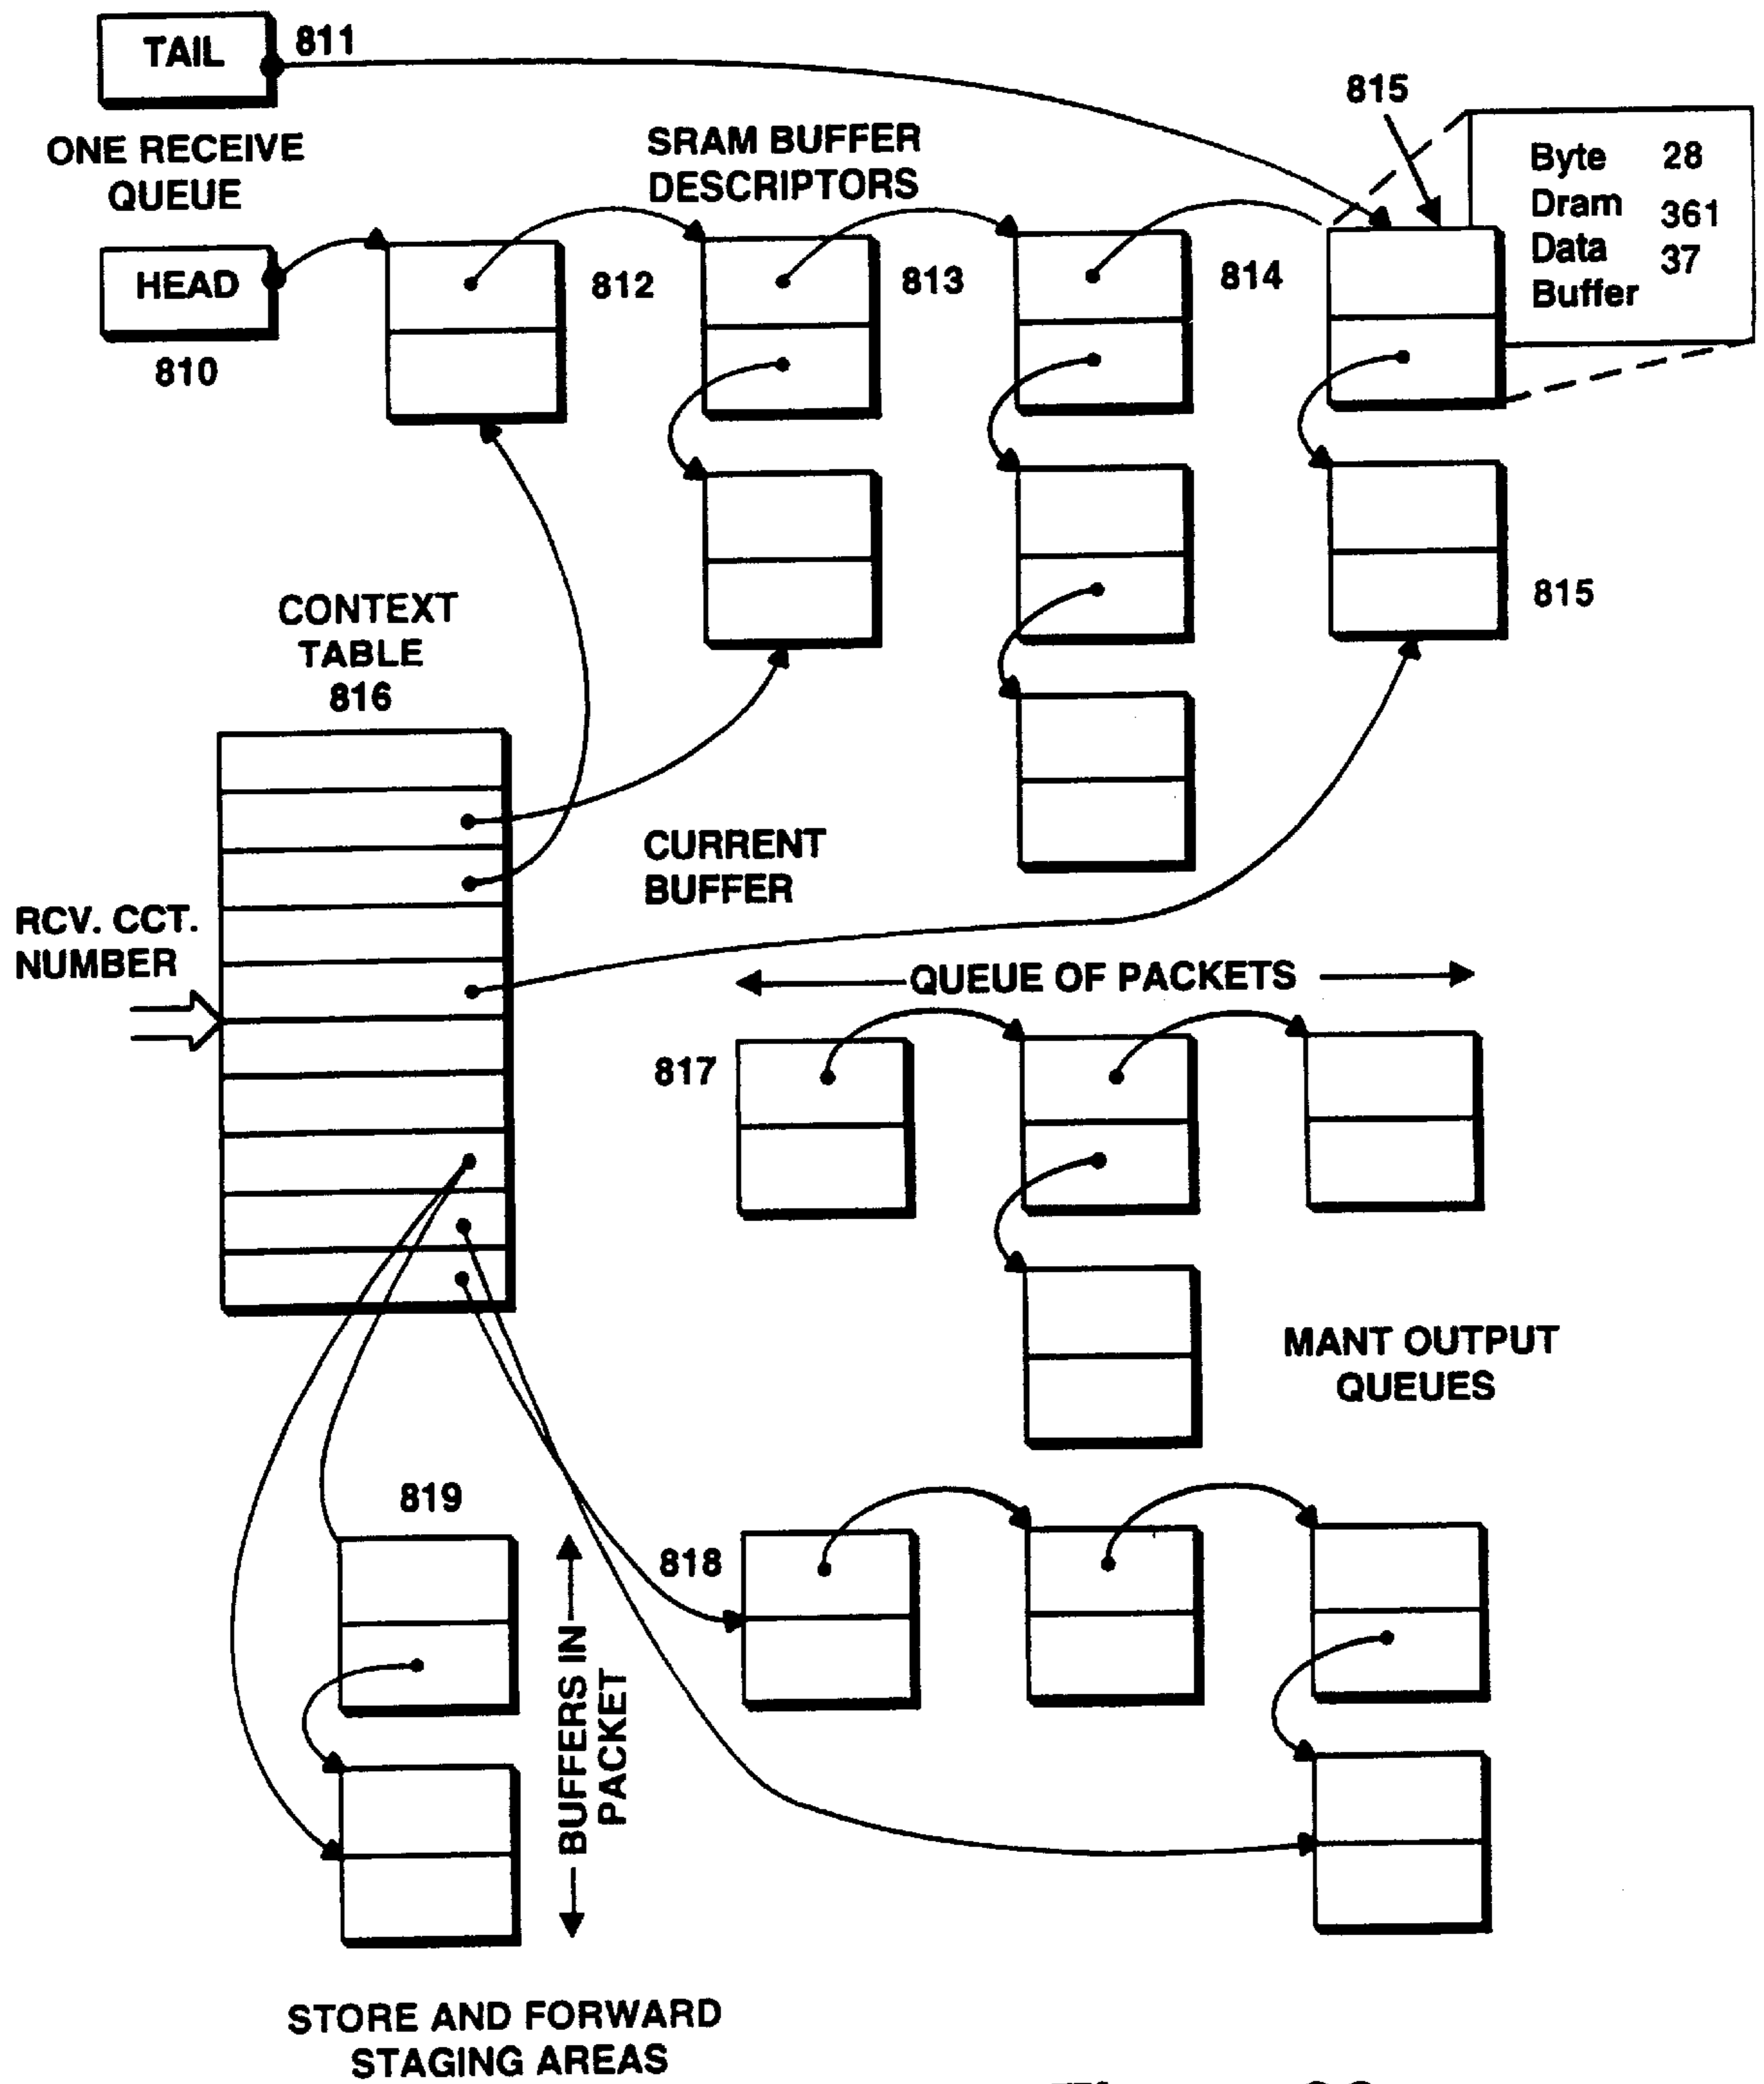 TAIL
811
ONE RECEIVE
QUEUE
HEAD
810
SRAM BUFFER
DESCRIPTORS
812
813
814
815
Byte 28
Dram 361
Data 37
Buffer
815
CONTEXT
TABLE
816
CURRENT
BUFFER
RCV. CCT.
NUMBER
QUEUE OF PACKETS
817
MANT OUTPUT
QUEUES
819
818
BUFFERS IN
PACKET
STORE AND FORWARD
STAGING AREAS